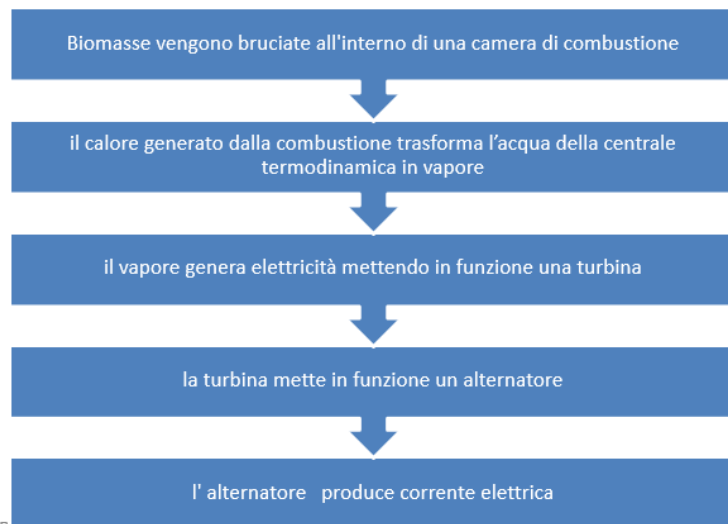 Biomasse vengono bruciate all'interno di una camera di combustione
il calore generato dalla combustione trasforma l’acqua della centrale
termodinamica in vapore
il vapore genera elettricità mettendo in funzione una turbina
la turbina mette in funzione un alternatore
l' alternatore produce corrente elettrica